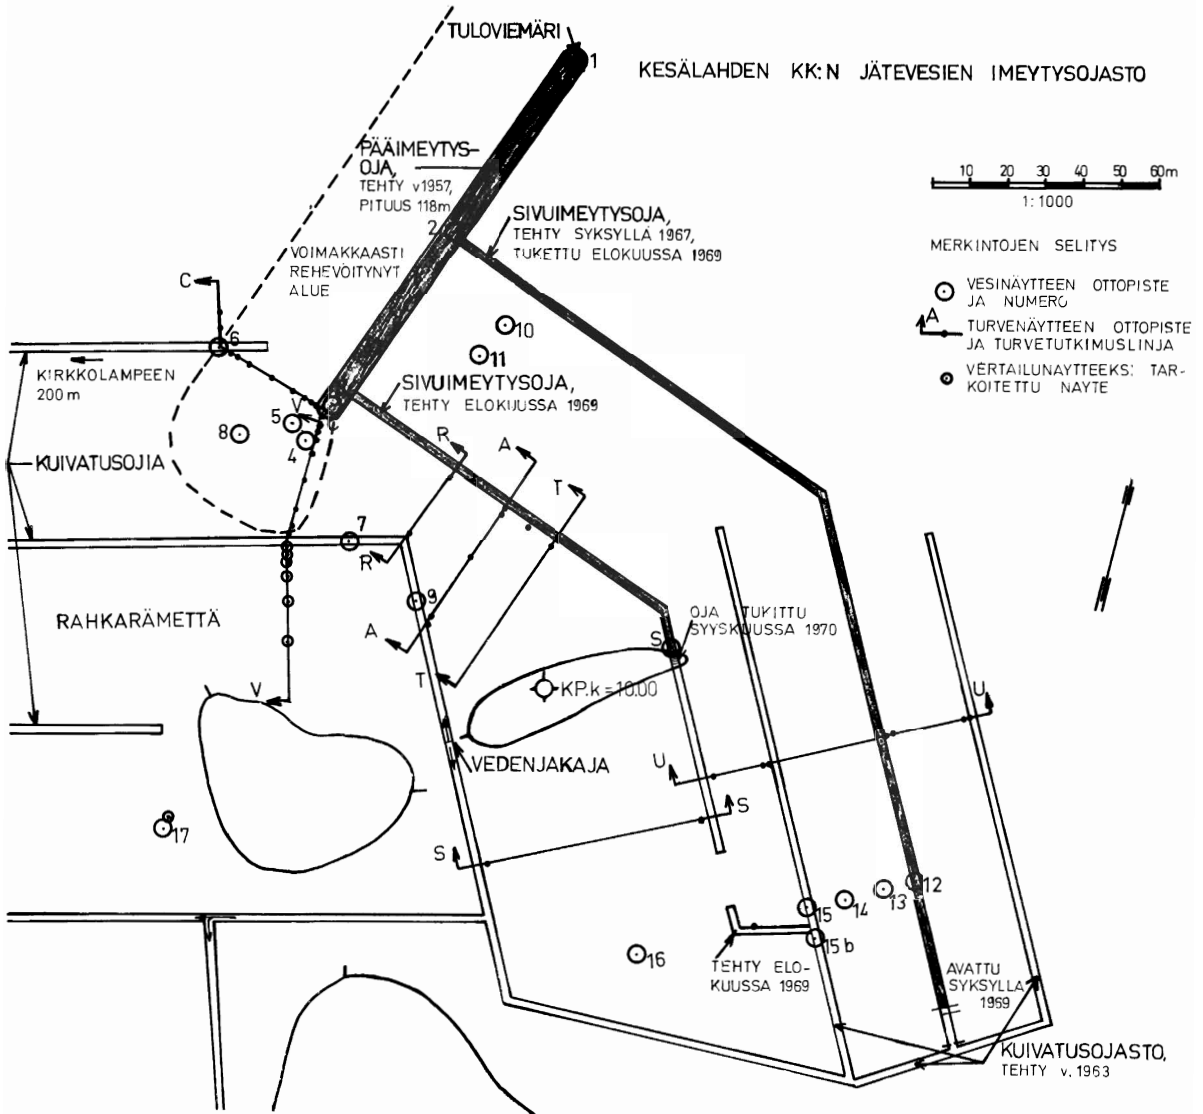 TULOVIEMÄRI
1
KESÄLAHDEN KK:N JÄTEVESIEN IMEYTYSOJASTO
PÄÄIMEYTYS-
OJA,
TEHTY v1957,
PITUUS 118m
2
10 20 30 40 50 60m
1:1000
SIVUIMEYTYSOJA,
TEHTY SYKSYLLÄ 1967,
TUKETTU ELOKUUSSA 1969
MERKINTOJEN SELITYS
VESINÄYTTEEN OTTOPISTE
JA NUMERO
A
TURVENÄYTTEEN OTTOPISTE
JA TURVETUTKIMUSLINJA
VERTAILUNAYTTEEKSI TAR-
KOITETTU NAYTE
VOIMAKKAASTI
REHEVÖITYNYT
ALUE
C
6
10
11
KIRKKOLAMPEEN
200 m
SIVUIMEYTYSOJA,
TEHTY ELOKUUSSA 1969
V
5
8
4
KUIVATUSOJIA
R
A
T
7
R
9
RAHKARÄMETTÄ
A
T
OJA TUKITTU
SYYSKUUSSA 1970
S
KP.k = 10.00
V
U
VEDENJAKAJA
U
S
S
17
12
13
14
15
15 b
16
TEHTY ELO-
KUUSSA 1969
AVATTU
SYKSYLLA
1969
KUIVATUSOJASTO,
TEHTY v. 1963